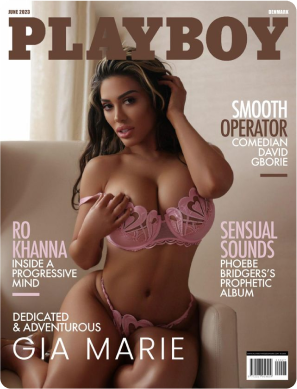 JUNE 2023
DENMARK
PLAYBOY
SMOOTH
OPERATOR
COMEDIAN
DAVID
GBORIE
RO
KHANNA
INSIDE A
PROGRESSIVE
MIND
SENSUAL
SOUNDS
PHOEBE
BRIDGERS'S
PROPHETIC
ALBUM
DEDICATED
& ADVENTUROUS
GIA MARIE